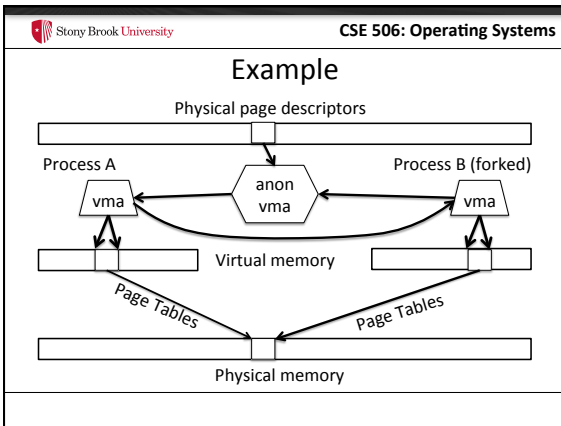 Stony Brook University
CSE 506: Operating Systems
Example
Physical page descriptors
Process A
Process B (forked)
anon
vma
vma
vma
Virtual memory
Page Tables
Page Tables
Physical memory